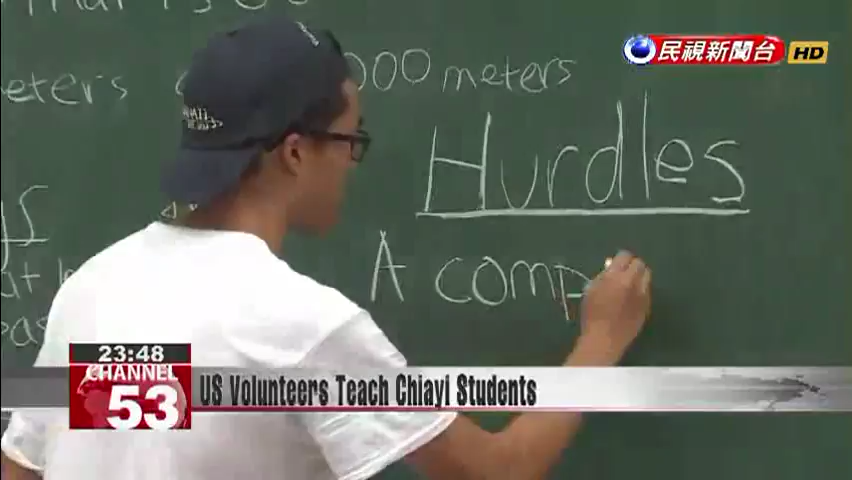 民視新聞台 HD
000 meters
eters
Hurdles
A comp
23:48
CHANNEL
53
US Volunteers Teach Chiayi Students